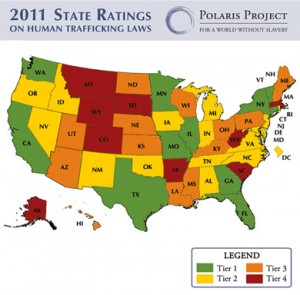 2011 STATE RATINGS
ON HUMAN TRAFFICKING LAWS
POLARIS PROJECT
FOR A WORLD WITHOUT SLAVERY
WA
MT
ND
MN
VT
NH
ME
OR
ID
SD
WI
MI
NY
WY
IA
PA
NV
NE
IL
IN
OH
CA
UT
CO
KS
MO
KY
WV
VA
NC
TN
AZ
NM
OK
AR
SC
MS
AL
GA
TX
LA
FL
AK
HI
MA
RI
CT
NJ
DE
MD
DC
LEGEND
Tier 1
Tier 3
Tier 2
Tier 4